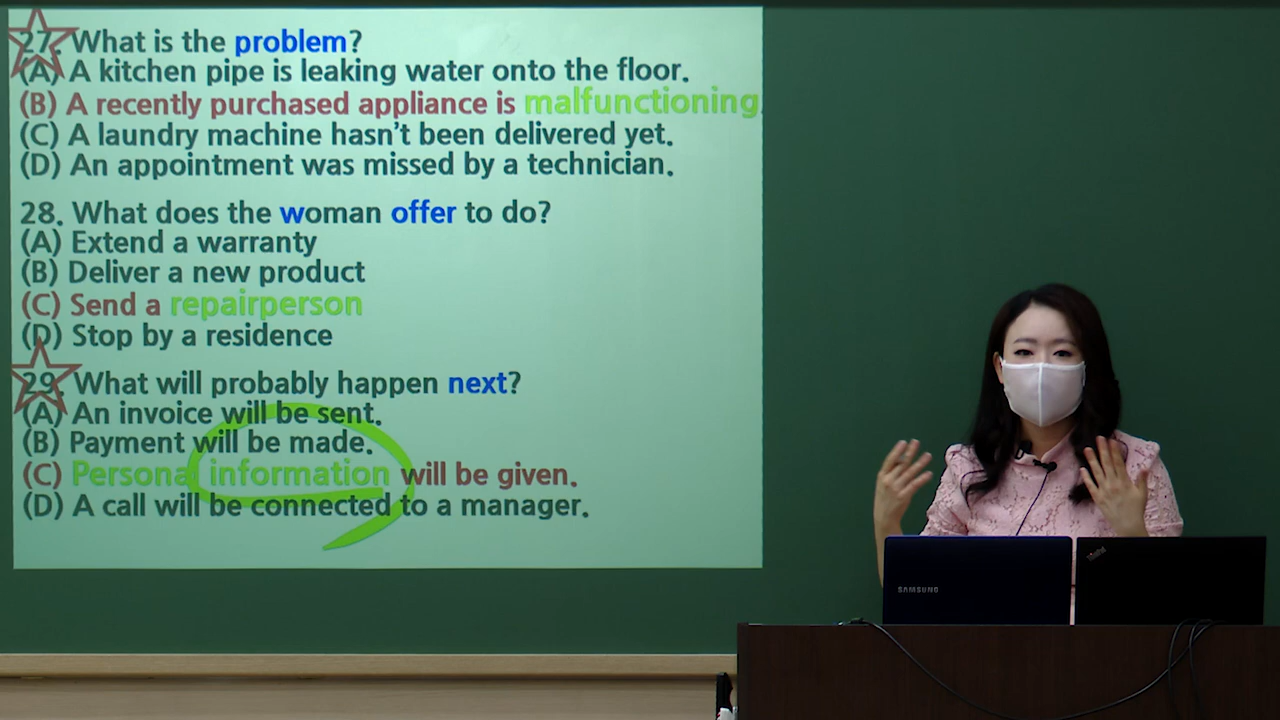 27. What is the problem?
(A) A kitchen pipe is leaking water onto the floor.
(B) A recently purchased appliance is malfunctioning.
(C) A laundry machine hasn't been delivered yet.
(D) An appointment was missed by a technician.
28. What does the woman offer to do?
(A) Extend a warranty
(B) Deliver a new product
(C) Send a repairperson
(D) Stop by a residence
29. What will probably happen next?
(A) An invoice will be sent.
(B) Payment will be made.
(C) Personal information will be given.
(D) A call will be connected to a manager.
SAMSUNG
ThinkPad